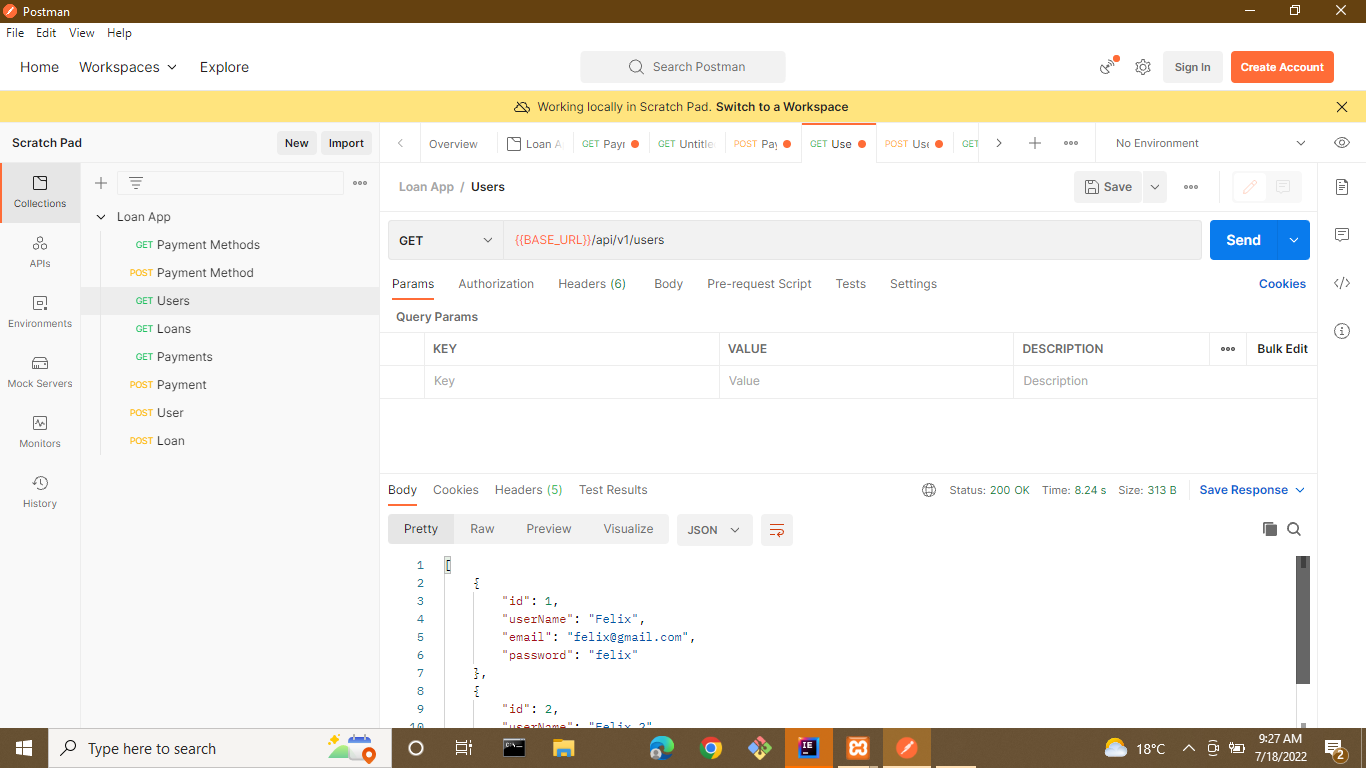 Postman
File Edit View Help
Home Workspaces Explore
Search Postman
Sign In
Create Account
Working locally in Scratch Pad. Switch to a Workspace
Scratch Pad
New
Import
Overview
Loan A
GET Payr
GET Untitle
POST Pay
GET Use
POST Use
GET
No Environment
Collections
APIs
Environments
Mock Servers
Monitors
History
Loan App
GET Payment Methods
POST Payment Method
GET Users
GET Loans
GET Payments
POST Payment
POST User
POST Loan
Loan App / Users
Save
GET
{{BASE_URL}}/api/v1/users
Send
Params Authorization Headers (6) Body Pre-request Script Tests Settings
Cookies
Query Params
KEY VALUE DESCRIPTION Bulk Edit
Key Value Description
Body Cookies Headers (5) Test Results
Status: 200 OK Time: 8.24 s Size: 313 B
Save Response
Pretty Raw Preview Visualize JSON
1 [
2 {
3 "id": 1,
4 "userName": "Felix",
5 "email": "felix@gmail.com",
6 "password": "felix"
7 },
8 {
9 "id": 2,
10 "userName": "Felix 2"
Type here to search
18°C
9:27 AM
7/18/2022
2